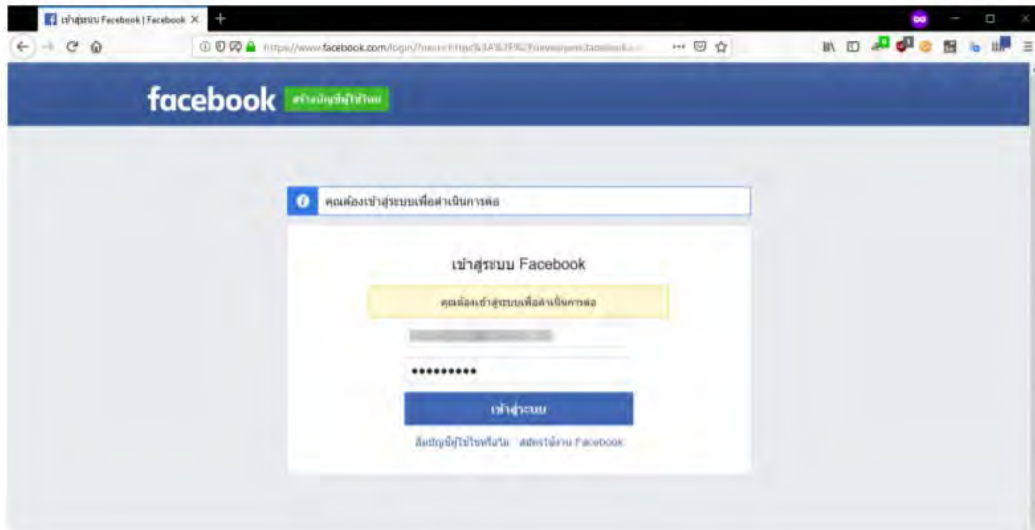 เข้าสู่ระบบ Facebook | Facebook
https://www.facebook.com/login/?next=https%3A%2F%2F
facebook สร้างบัญชีผู้ใช้ใหม่
คุณต้องเข้าสู่ระบบเพื่อดำเนินการต่อ
เข้าสู่ระบบ Facebook
คุณต้องเข้าสู่ระบบเพื่อดำเนินการต่อ
เข้าสู่ระบบ
ลืมบัญชีผู้ใช้ใช่หรือไม่ · สมัครใช้งาน Facebook